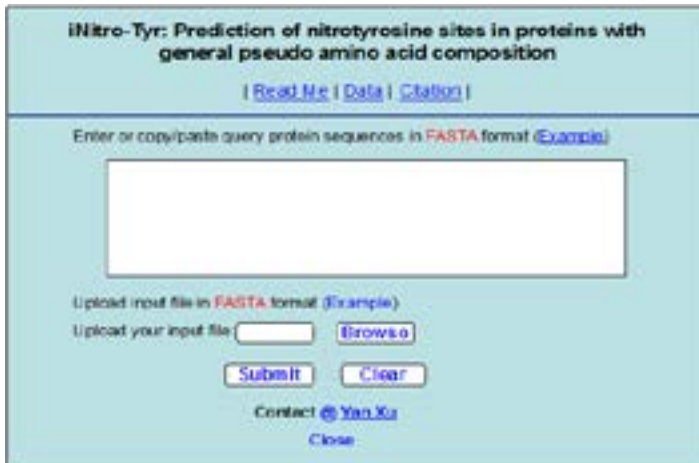 iNitro-Tyr: Prediction of nitrotyrosine sites in proteins with
general pseudo amino acid composition
| Read Me | Data | Citation |
Enter or copy/paste query protein sequences in FASTA format (Example)
Upload input file in FASTA format (Example)
Upload your input file: Browse
Submit Clear
Contact @ Yan Xu
Close